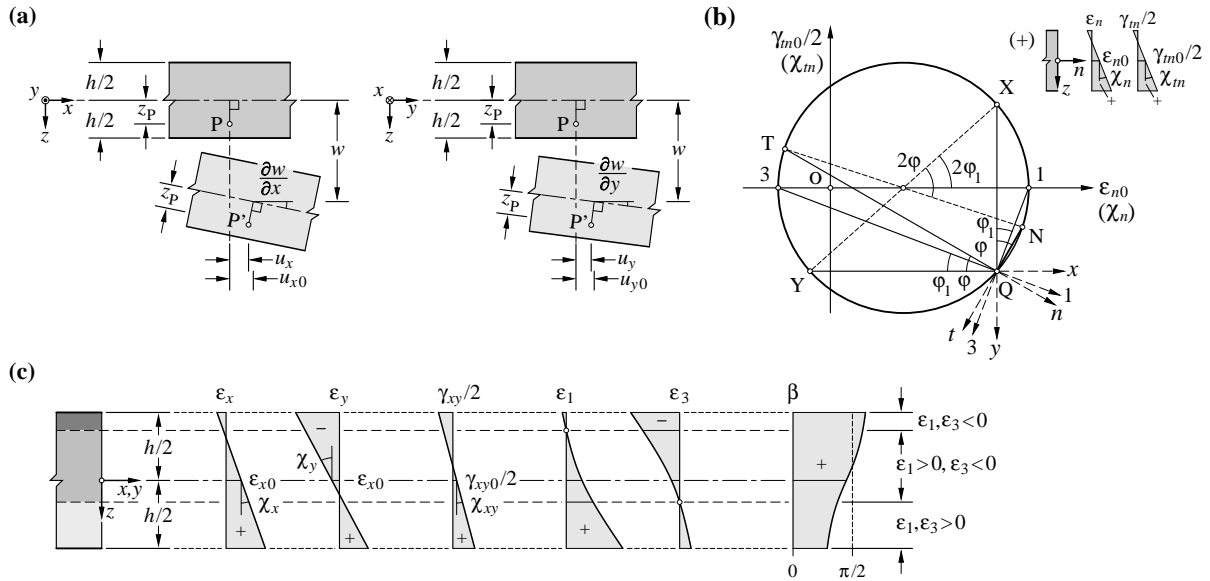 (a)
h/2
h/2
y
x
z
z_P
P
w
z_P
∂w
∂x
P'
u_x
u_x0
x
y
z
h/2
h/2
z_P
P
w
z_P
∂w
∂y
P'
u_y
u_y0
(b)
γ_tn0/2
(χ_tn)
X
T
3
O
2φ
2φ_1
1
ε_n0
(χ_n)
N
φ_1
φ
Y
φ_1
φ
Q
x
1
n
t
3
y
(+)
n
z
ε_n
ε_n0
χ_n
+
γ_tn/2
γ_tn0/2
χ_tn
+
(c)
h/2
h/2
x,y
z
ε_x
ε_x0
χ_x
+
ε_y
−
χ_y
ε_x0
+
γ_xy/2
γ_xy0/2
χ_xy
+
ε_1
+
ε_3
−
β
+
0
π/2
ε_1,ε_3<0
ε_1>0,ε_3<0
ε_1,ε_3>0